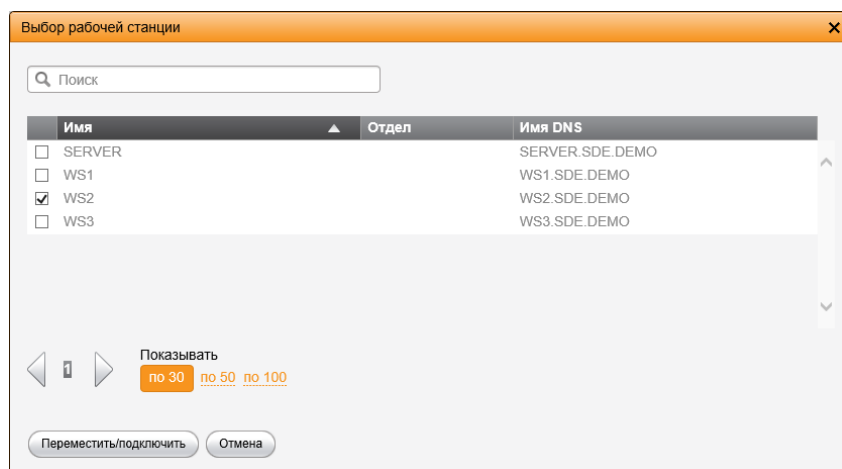 Выбор рабочей станции
Поиск
Имя Отдел Имя DNS
SERVER SERVER.SDE.DEMO
WS1 WS1.SDE.DEMO
WS2 WS2.SDE.DEMO
WS3 WS3.SDE.DEMO
Показывать
1 по 30 по 50 по 100
Переместить/подключить Отмена